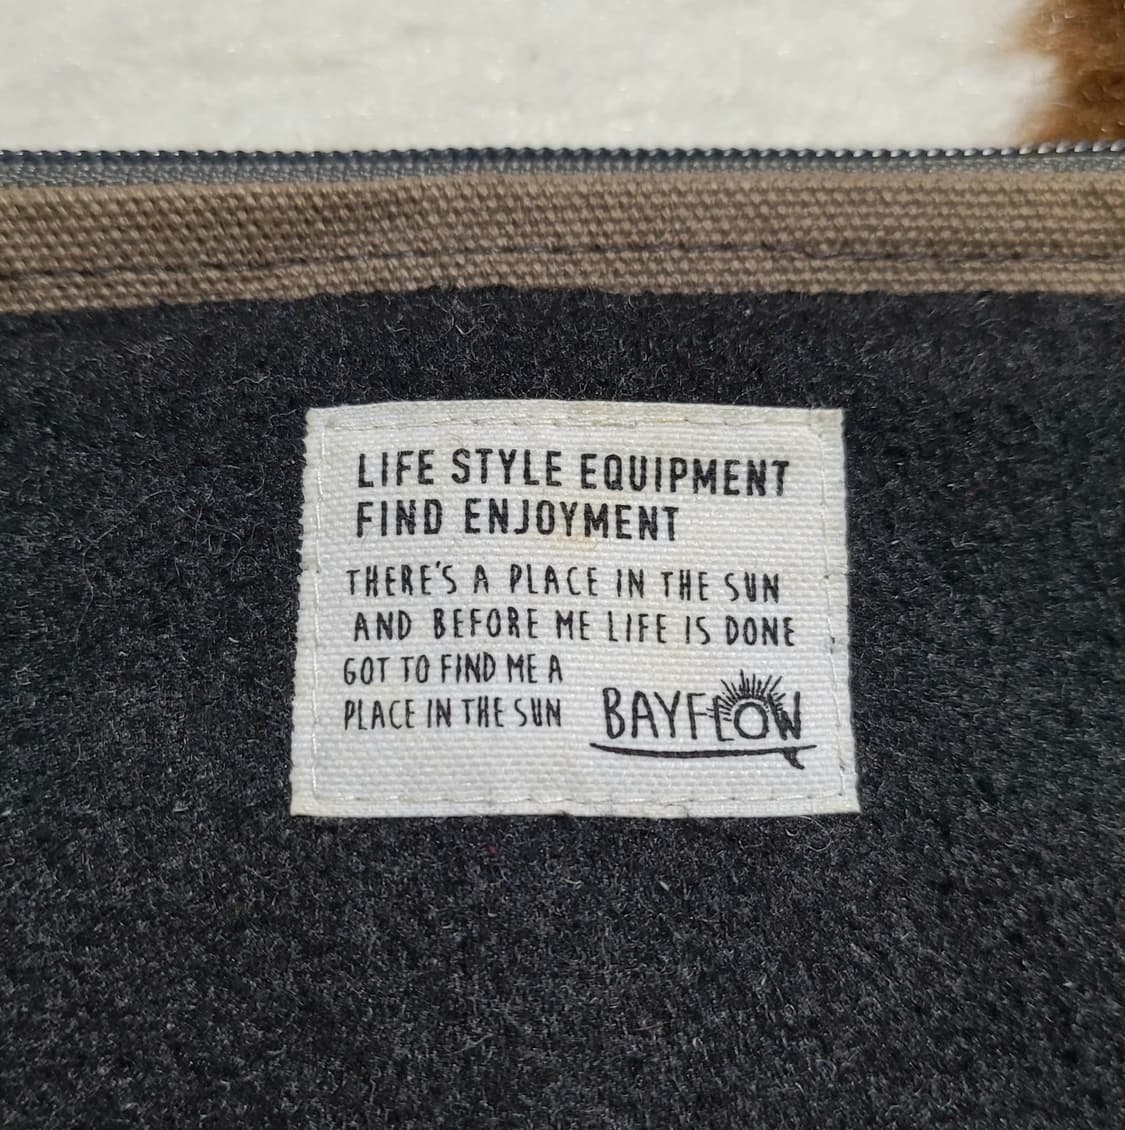 LIFE STYLE EQUIPMENT
FIND ENJOYMENT
THERE'S A PLACE IN THE SUN
AND BEFORE ME LIFE IS DONE
GOT TO FIND ME A
PLACE IN THE SUN
BAYFLOW